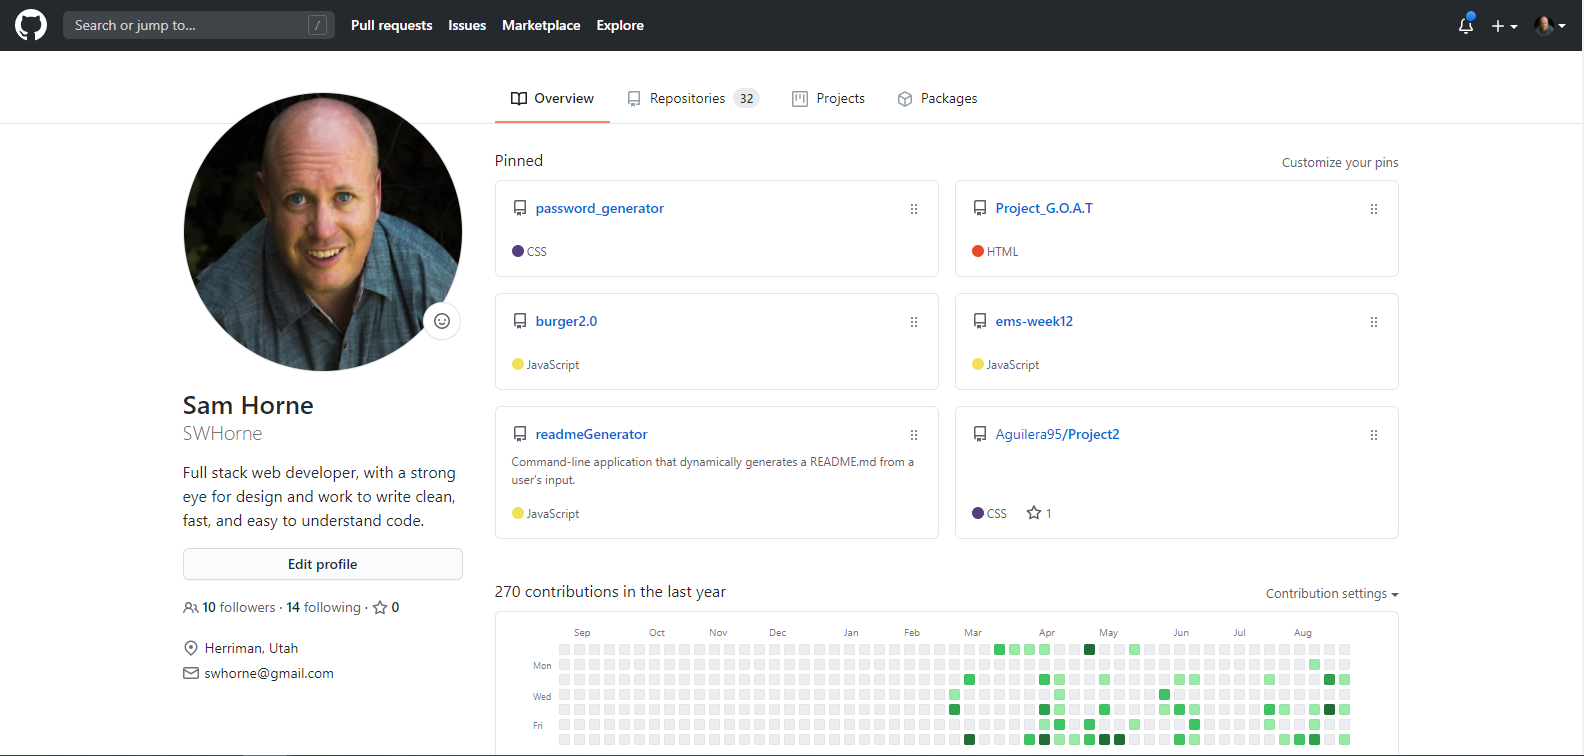 Search or jump to...
/
Pull requests
Issues
Marketplace
Explore
Overview
Repositories 32
Projects
Packages
Sam Horne
SWHorne
Full stack web developer, with a strong
eye for design and work to write clean,
fast, and easy to understand code.
Edit profile
10 followers · 14 following · 0
Herriman, Utah
swhorne@gmail.com
Pinned
Customize your pins
password_generator
CSS
Project_G.O.A.T
HTML
burger2.0
JavaScript
ems-week12
JavaScript
readmeGenerator
Command-line application that dynamically generates a README.md from a
user's input.
JavaScript
Aguilera95/Project2
CSS 1
270 contributions in the last year
Contribution settings
Sep Oct Nov Dec Jan Feb Mar Apr May Jun Jul Aug
Mon
Wed
Fri